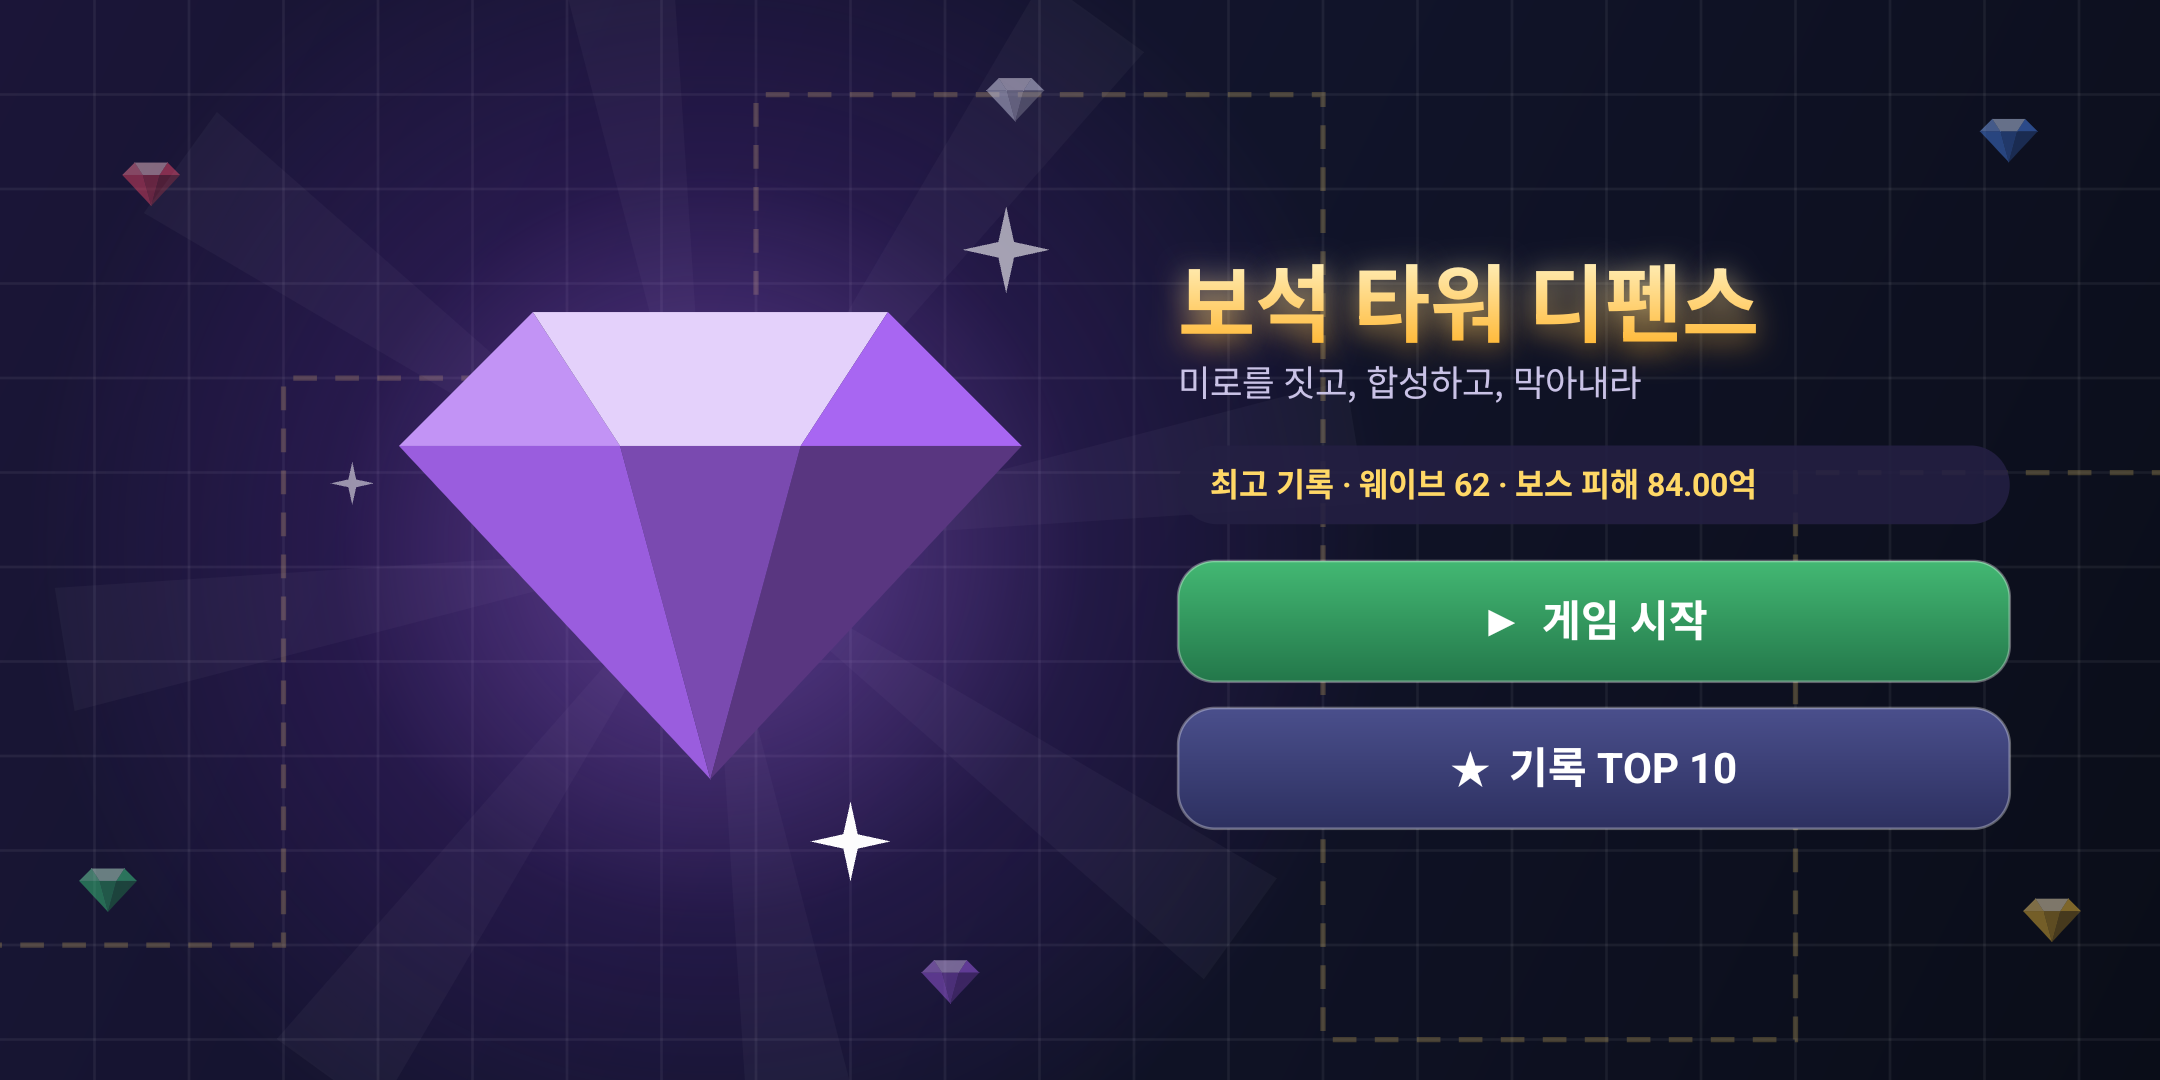 보석 타워 디펜스
미로를 짓고, 합성하고, 막아내라
최고 기록 · 웨이브 62 · 보스 피해 84.00억
▶ 게임 시작
★ 기록 TOP 10